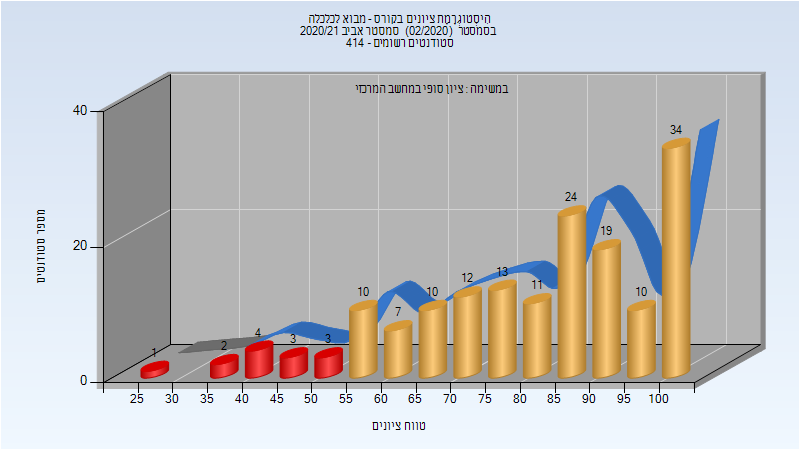 היסטוגרמת ציונים בקורס - מבוא לכלכלה
בסמסטר (02/2020) סמסטר אביב 2020/21
סטודנטים רשומים - 414
במשימה : ציון סופי במחשב המרכזי
מספר סטודנטים
40
20
0
1
2
4
3
3
10
7
10
12
13
11
24
19
10
34
25 30 35 40 45 50 55 60 65 70 75 80 85 90 95 100
טווח ציונים